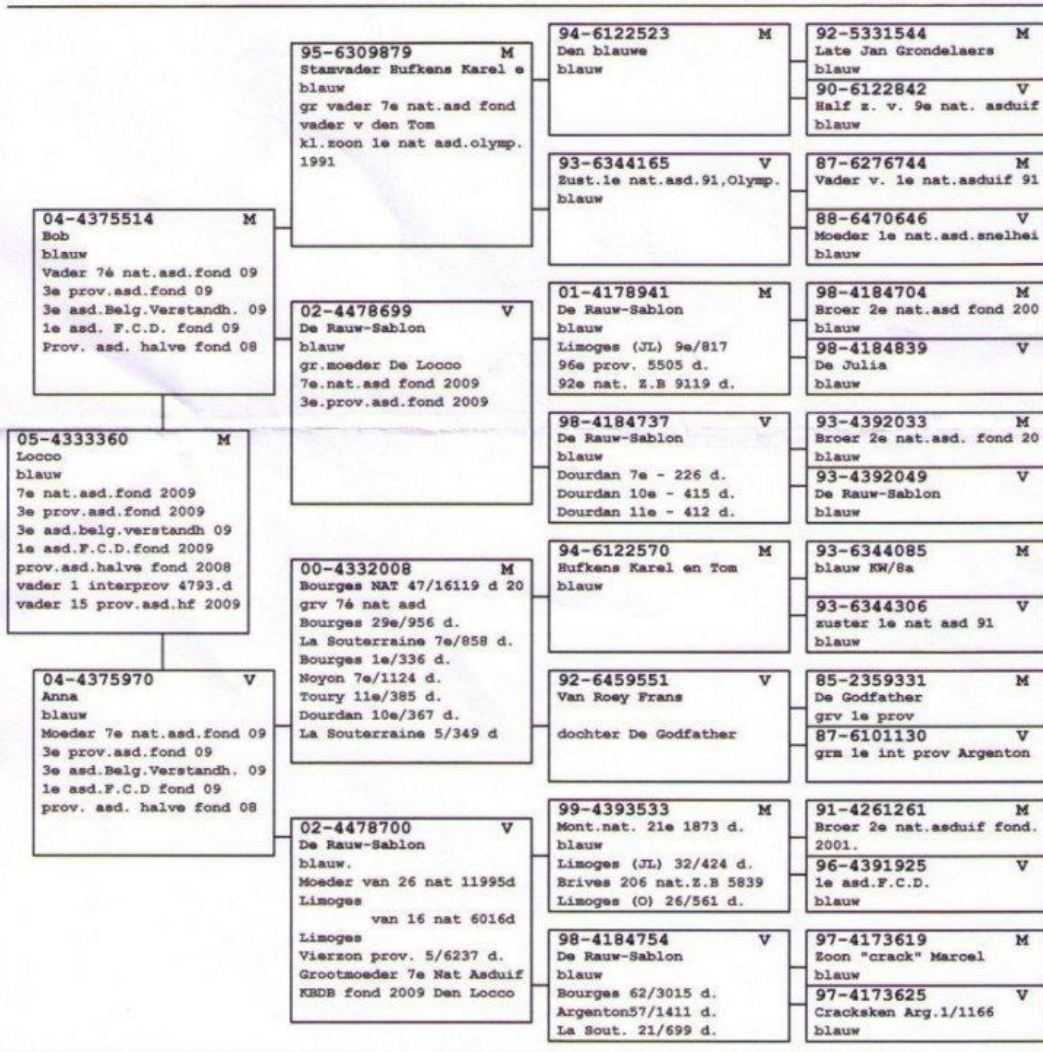 05-4333360 M
Locco
blauw
7e nat.asd.fond 2009
3e prov.asd.fond 2009
3e asd.belg.verstandh 09
1e asd.F.C.D.fond 2009
prov.asd.halve fond 2008
vader 1 interprov 4793.d
vader 15 prov.asd.hf 2009
04-4375514 M
Bob
blauw
Vader 7é nat.asd.fond 09
3e prov.asd.fond 09
3e asd.Belg.Verstandh. 09
1e asd. F.C.D. fond 09
Prov. asd. halve fond 08
04-4375970 V
Anna
blauw
Moeder 7e nat.asd.fond 09
3e prov.asd.fond 09
3e asd.Belg.Verstandh. 09
1e asd.F.C.D fond 09
prov. asd. halve fond 08
95-6309879 M
Stamvader Hufkens Karel e
blauw
gr vader 7e nat.asd fond
vader v den Tom
kl.zoon 1e nat asd.olymp.
1991
02-4478699 V
De Rauw-Sablon
blauw
gr.moeder De Locco
7e.nat.asd fond 2009
3e.prov.asd.fond 2009
00-4332008 M
Bourges NAT 47/16119 d 20
grv 7é nat asd
Bourges 29e/956 d.
La Souterraine 7e/858 d.
Bourges 1e/336 d.
Noyon 7e/1124 d.
Toury 11e/385 d.
Dourdan 10e/367 d.
La Souterraine 5/349 d
02-4478700 V
De Rauw-Sablon
blauw.
Moeder van 26 nat 11995d
Limoges
van 16 nat 6016d
Limoges
Vierzon prov. 5/6237 d.
Grootmoeder 7e Nat Asduif
KBDB fond 2009 Den Locco
94-6122523 M
Den blauwe
blauw
93-6344165 V
Zust.1e nat.asd.91,Olymp.
blauw
01-4178941 M
De Rauw-Sablon
blauw
Limoges (JL) 9e/817
96e prov. 5505 d.
92e nat. Z.B 9119 d.
98-4184737 V
De Rauw-Sablon
blauw
Dourdan 7e - 226 d.
Dourdan 10e - 415 d.
Dourdan 11e - 412 d.
94-6122570 M
Hufkens Karel en Tom
blauw
92-6459551 V
Van Roey Frans
dochter De Godfather
99-4393533 M
Mont.nat. 21e 1873 d.
blauw
Limoges (JL) 32/424 d.
Brives 206 nat.Z.B 5839
Limoges (O) 26/561 d.
98-4184754 V
De Rauw-Sablon
blauw
Bourges 62/3015 d.
Argenton57/1411 d.
La Sout. 21/699 d.
92-5331544 M
Late Jan Grondelaers
blauw
90-6122842 V
Half z. v. 9e nat. asduif
blauw
87-6276744 M
Vader v. 1e nat.asduif 91
88-6470646 V
Moeder 1e nat.asd.snelhei
blauw
98-4184704 M
Broer 2e nat.asd fond 200
blauw
98-4184839 V
De Julia
blauw
93-4392033 M
Broer 2e nat.asd. fond 20
blauw
93-4392049 V
De Rauw-Sablon
blauw
93-6344085 M
blauw KW/8a
93-6344306 V
zuster 1e nat asd 91
blauw
85-2359331 M
De Godfather
grv 1e prov
87-6101130 V
grm 1e int prov Argenton
91-4261261 M
Broer 2e nat.asduif fond.
2001.
96-4391925 V
1e asd.F.C.D.
blauw
97-4173619 M
Zoon "crack" Marcel
blauw
97-4173625 V
Cracksken Arg.1/1166
blauw